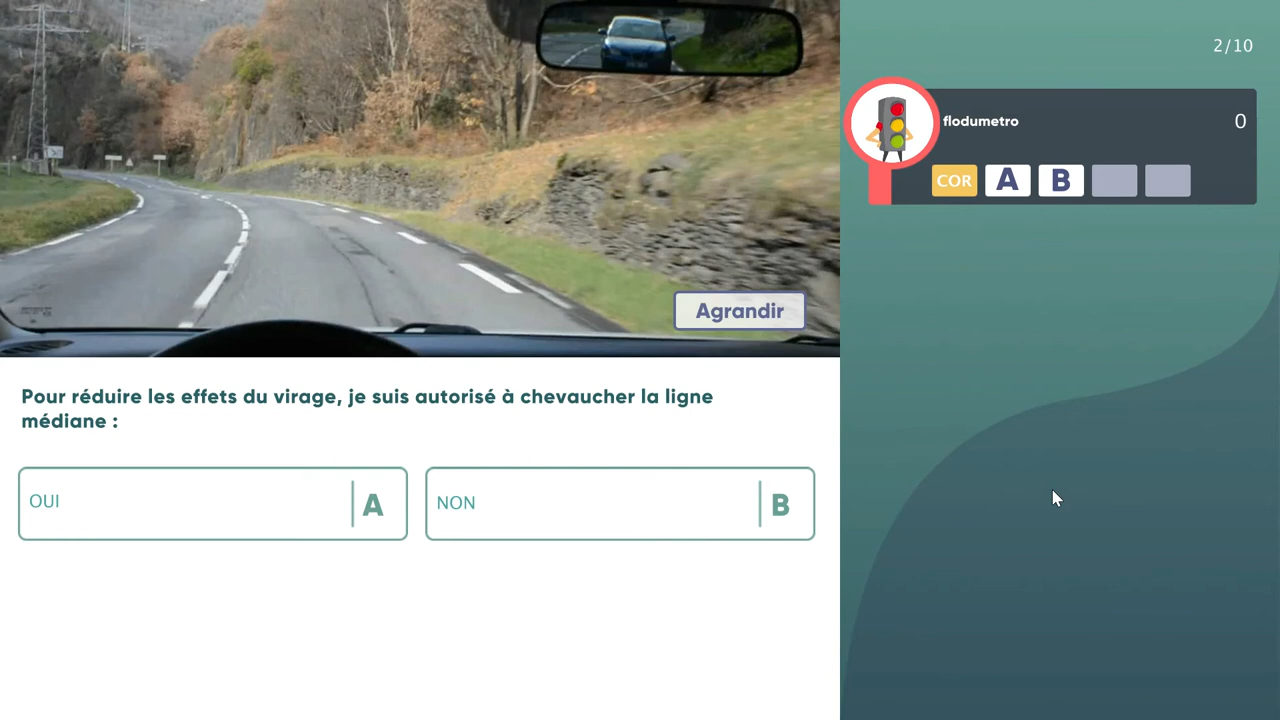 2/10
flodumetro
0
COR A B
Agrandir
Pour réduire les effets du virage, je suis autorisé à chevaucher la ligne
médiane :
OUI A
NON B